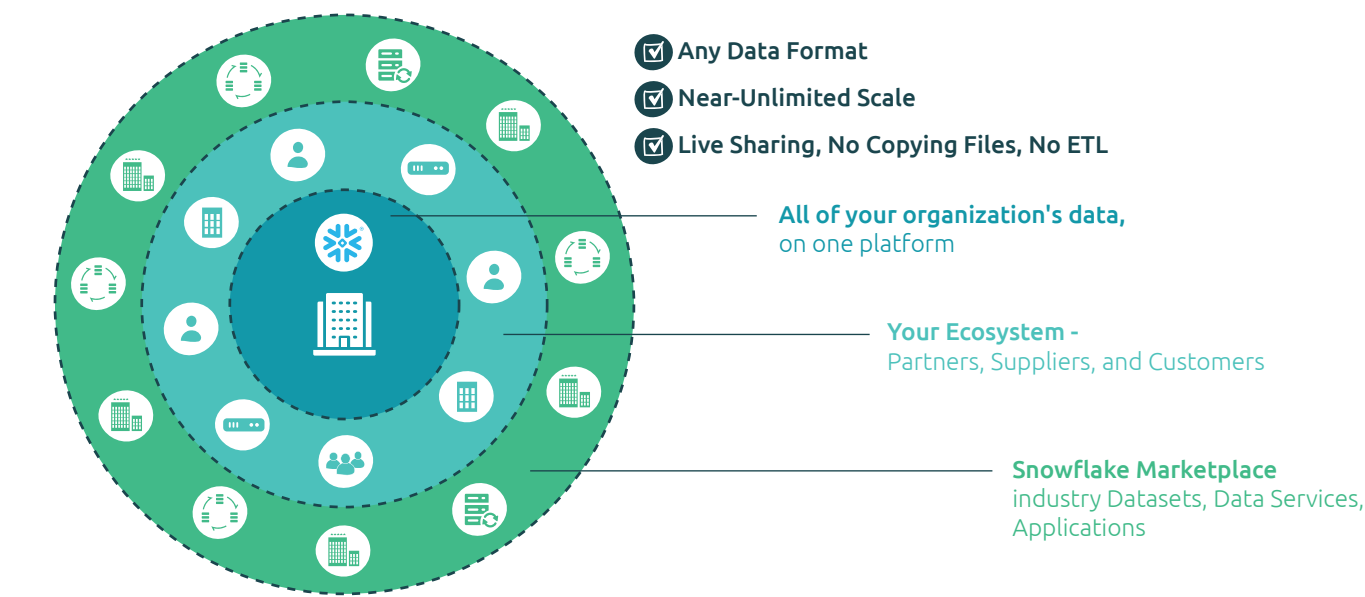 Any Data Format
Near-Unlimited Scale
Live Sharing, No Copying Files, No ETL
All of your organization's data,
on one platform
Your Ecosystem -
Partners, Suppliers, and Customers
Snowflake Marketplace
industry Datasets, Data Services,
Applications